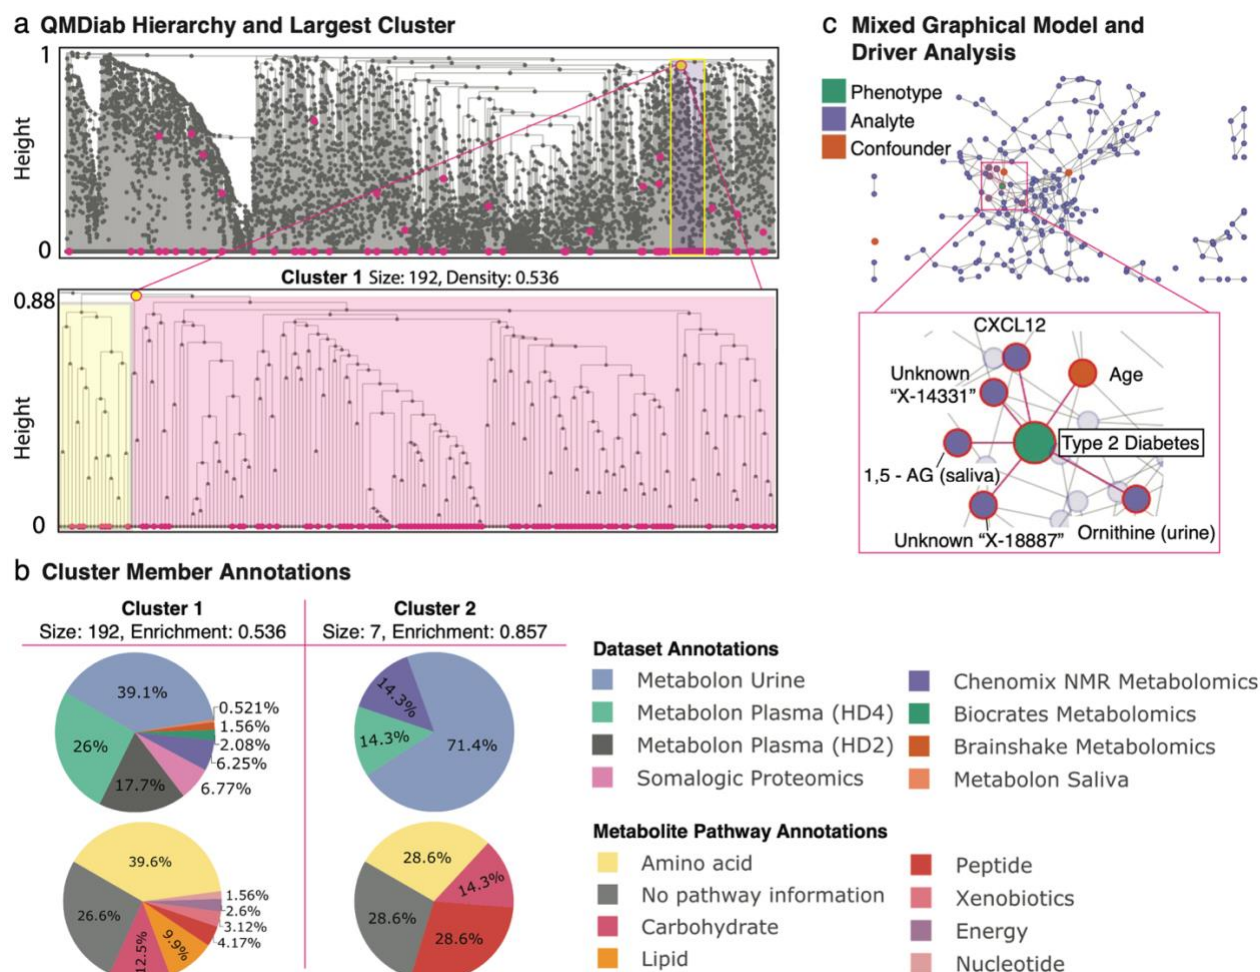 a QMDiab Hierarchy and Largest Cluster
1
Height
0
Cluster 1 Size: 192, Density: 0.536
0.88
Height
0
c Mixed Graphical Model and
Driver Analysis
Phenotype
Analyte
Confounder
CXCL12
Unknown
“X-14331”
Age
Type 2 Diabetes
1,5 - AG (saliva)
Unknown “X-18887”
Ornithine (urine)
b Cluster Member Annotations
Cluster 1
Size: 192, Enrichment: 0.536
39.1%
26%
17.7%
0.521%
1.56%
2.08%
6.25%
6.77%
39.6%
26.6%
12.5%
9.9%
1.56%
2.6%
3.12%
4.17%
Cluster 2
Size: 7, Enrichment: 0.857
14.3%
14.3%
71.4%
28.6%
14.3%
28.6%
28.6%
Dataset Annotations
Metabolon Urine
Metabolon Plasma (HD4)
Metabolon Plasma (HD2)
Somalogic Proteomics
Chenomix NMR Metabolomics
Biocrates Metabolomics
Brainshake Metabolomics
Metabolon Saliva
Metabolite Pathway Annotations
Amino acid
No pathway information
Carbohydrate
Lipid
Peptide
Xenobiotics
Energy
Nucleotide